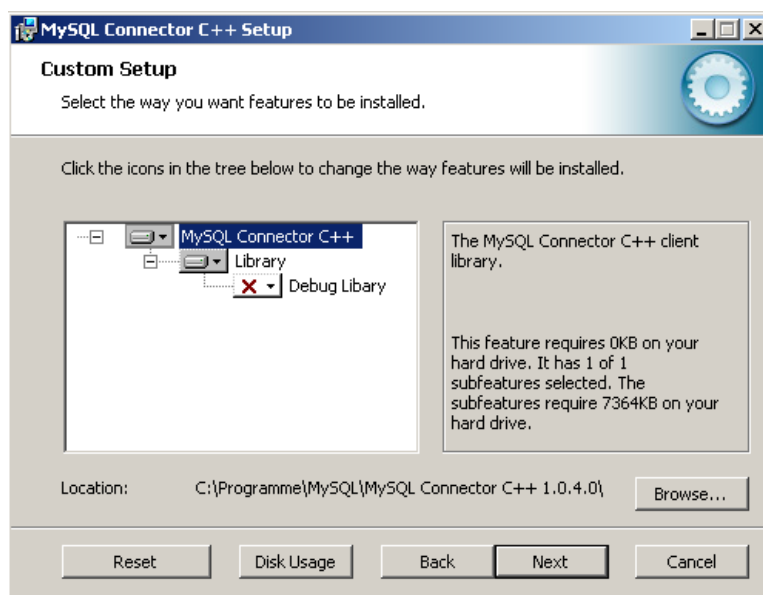 MySQL Connector C++ Setup
Custom Setup
Select the way you want features to be installed.
Click the icons in the tree below to change the way features will be installed.
MySQL Connector C++
Library
Debug Libary
The MySQL Connector C++ client
library.
This feature requires 0KB on your
hard drive. It has 1 of 1
subfeatures selected. The
subfeatures require 7364KB on your
hard drive.
Location: C:\Programme\MySQL\MySQL Connector C++ 1.0.4.0\
Browse...
Reset Disk Usage Back Next Cancel